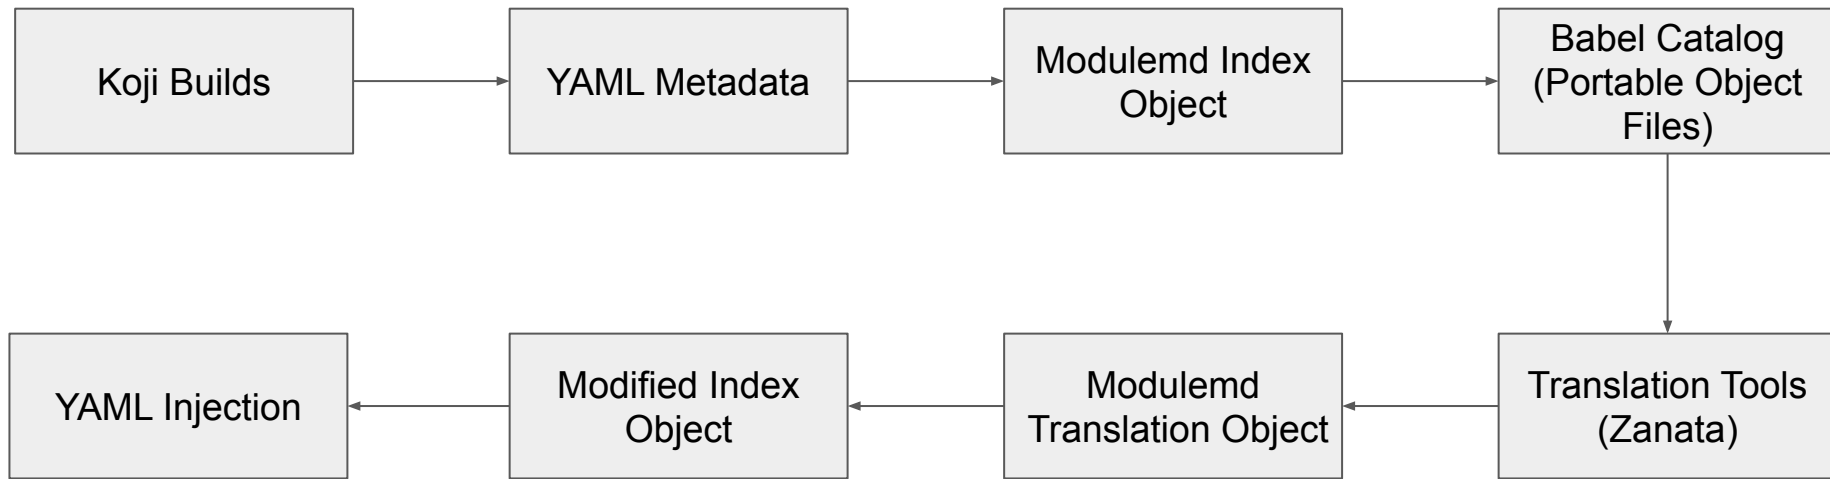 Koji Builds
YAML Metadata
Modulemd Index
Object
Babel Catalog
(Portable Object
Files)
YAML Injection
Modified Index
Object
Modulemd
Translation Object
Translation Tools
(Zanata)